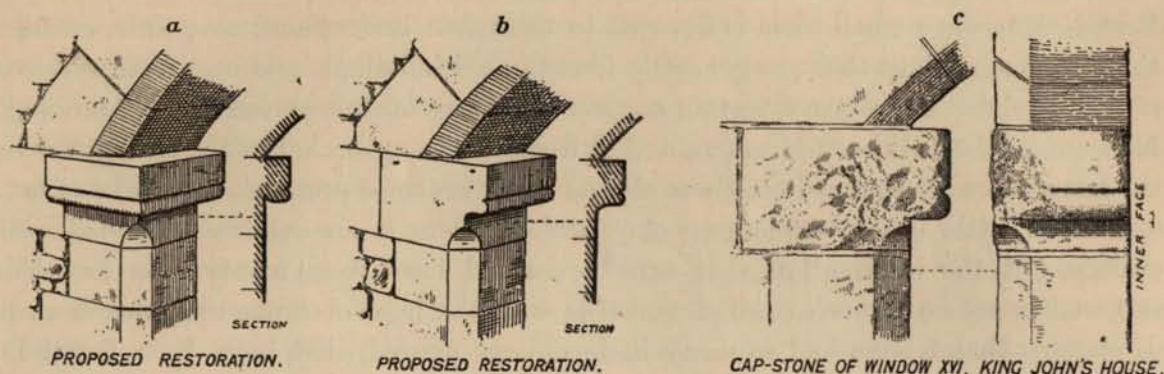 a
b
c
SECTION
SECTION
INNER FACE
PROPOSED RESTORATION.
PROPOSED RESTORATION.
CAP-STONE OF WINDOW XVI, KING JOHN'S HOUSE.